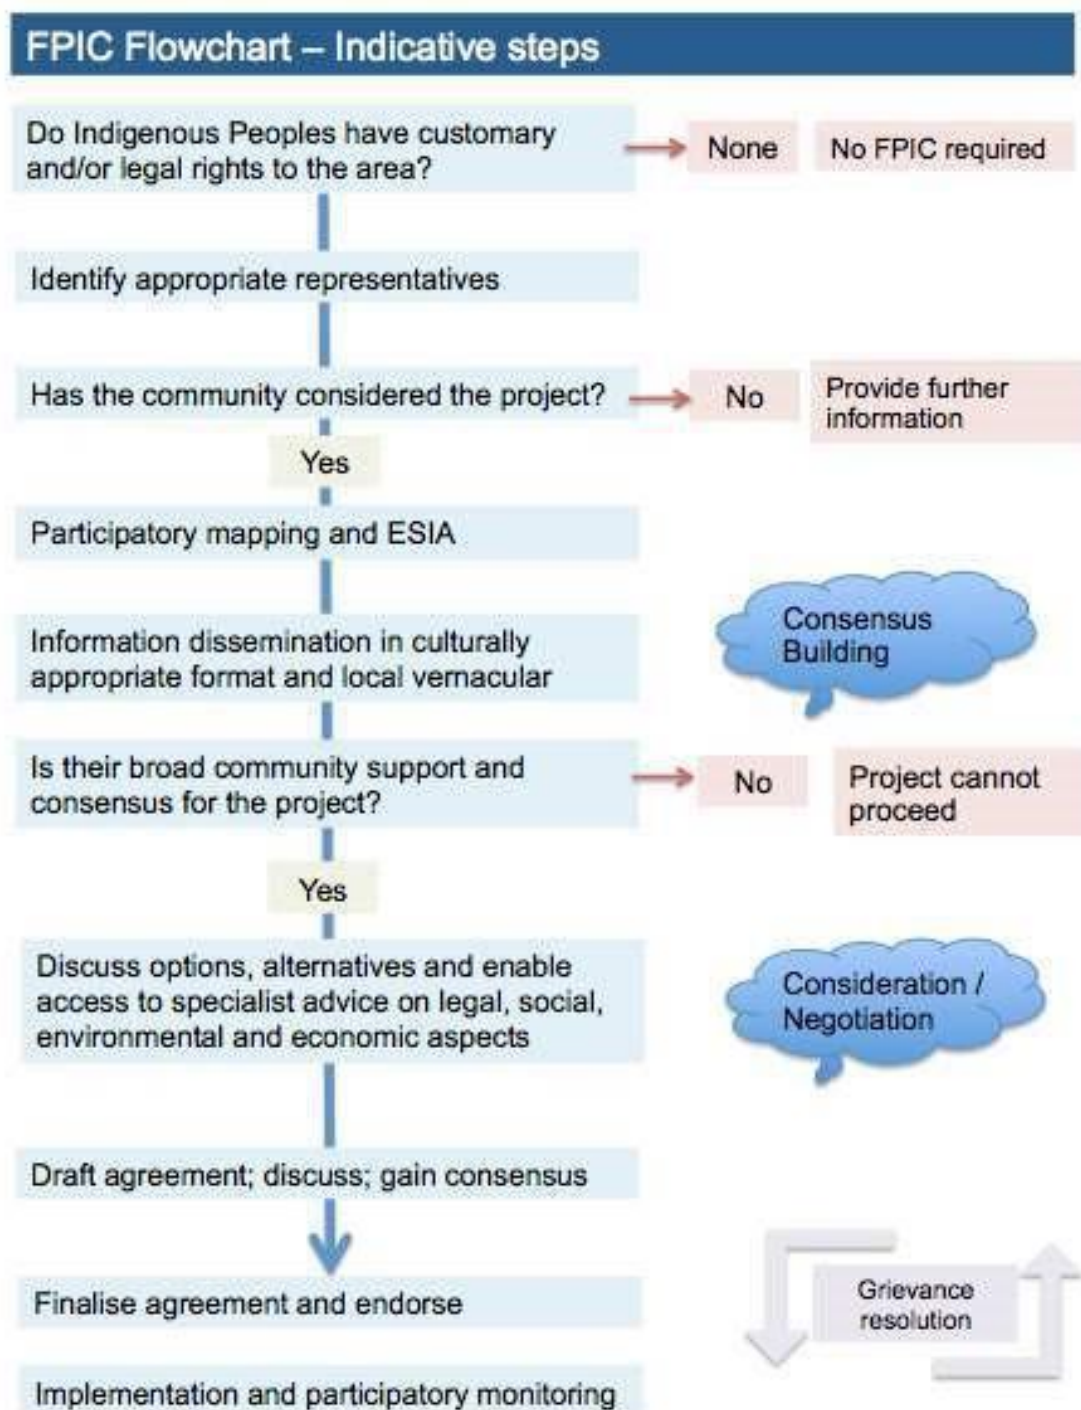 FPIC Flowchart – Indicative steps
Do Indigenous Peoples have customary
and/or legal rights to the area?
None
No FPIC required
Identify appropriate representatives
Has the community considered the project?
No
Provide further
information
Yes
Participatory mapping and ESIA
Consensus
Building
Information dissemination in culturally
appropriate format and local vernacular
Is their broad community support and
consensus for the project?
No
Project cannot
proceed
Yes
Discuss options, alternatives and enable
access to specialist advice on legal, social,
environmental and economic aspects
Consideration /
Negotiation
Draft agreement; discuss; gain consensus
Finalise agreement and endorse
Grievance
resolution
Implementation and participatory monitoring